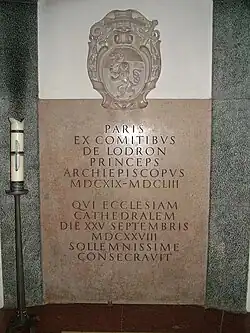 PARIS
EX COMITIBVS
DE LODRON
PRINCEPS
ARCHIEPISCOPVS
MDCXIX-MDCLIII
QVI ECCLESIAM
CATHEDRALEM
DIE XXV SEPTEMBRIS
MDCXXVIII
SOLLEMNISSIME
CONSECRAVIT